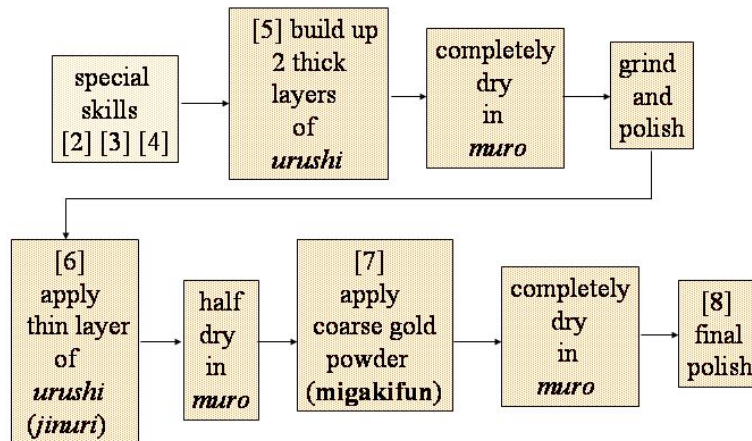 special
skills
[2] [3] [4]
[5] build up
2 thick
layers
of
urushi
completely
dry
in
muro
grind
and
polish
[6]
apply
thin layer
of
urushi
(jinuri)
half
dry
in
muro
[7]
apply
coarse gold
powder
(migakifun)
completely
dry
in
muro
[8]
final
polish